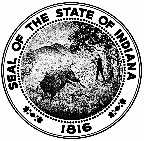 SEAL OF THE STATE OF INDIANA
1816